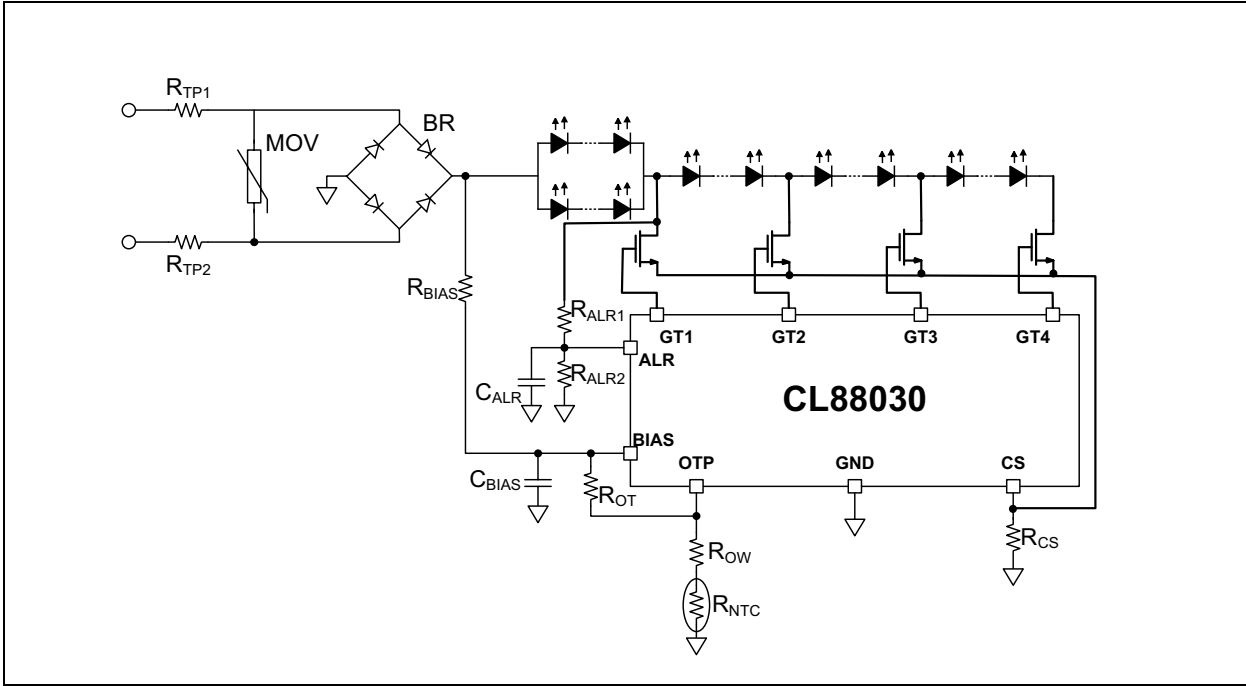 RTP1
MOV
BR
RTP2
RBIAS
RALR1
GT1
GT2
GT3
GT4
ALR
RALR2
CALR
CL88030
BIAS
OTP
GND
CS
CBIAS
ROT
RCS
ROW
RNTC